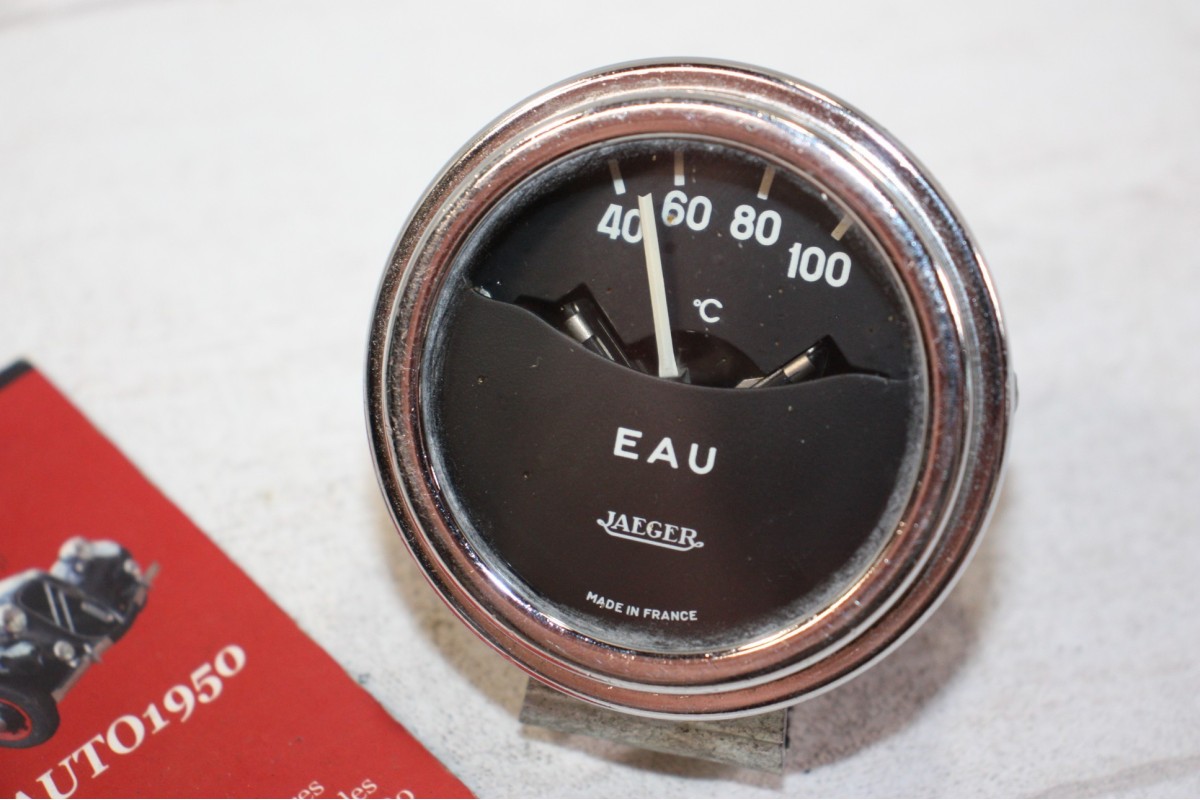 40 60 80 100
°C
EAU
JAEGER
MADE IN FRANCE
AUTO1950